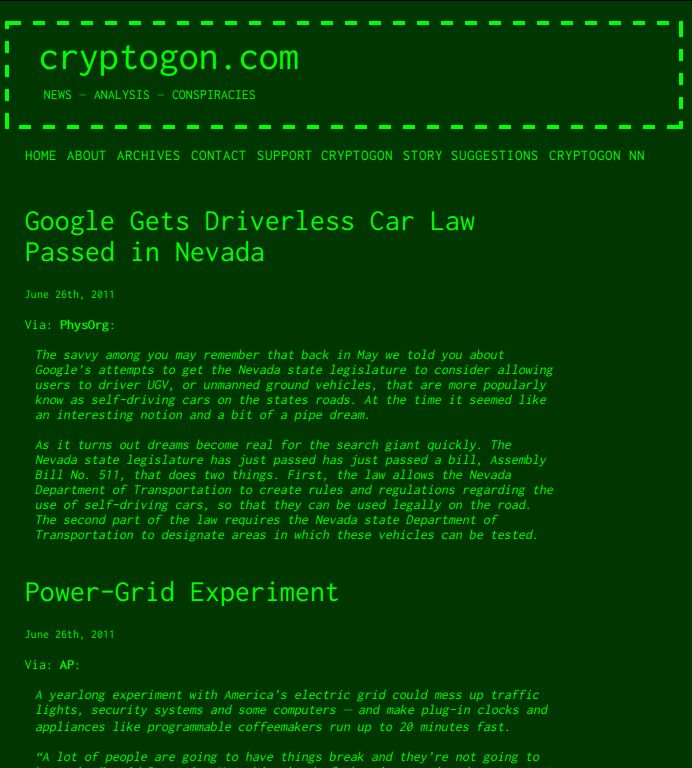 cryptogon.com
NEWS – ANALYSIS – CONSPIRACIES
HOME ABOUT ARCHIVES CONTACT SUPPORT CRYPTOGON STORY SUGGESTIONS CRYPTOGON NN
Google Gets Driverless Car Law
Passed in Nevada
June 26th, 2011
Via: PhysOrg:
The savvy among you may remember that back in May we told you about
Google’s attempts to get the Nevada state legislature to consider allowing
users to driver UGV, or unmanned ground vehicles, that are more popularly
know as self-driving cars on the states roads. At the time it seemed like
an interesting notion and a bit of a pipe dream.
As it turns out dreams become real for the search giant quickly. The
Nevada state legislature has just passed has just passed a bill, Assembly
Bill No. 511, that does two things. First, the law allows the Nevada
Department of Transportation to create rules and regulations regarding the
use of self-driving cars, so that they can be used legally on the road.
The second part of the law requires the Nevada state Department of
Transportation to designate areas in which these vehicles can be tested.
Power-Grid Experiment
June 26th, 2011
Via: AP:
A yearlong experiment with America’s electric grid could mess up traffic
lights, security systems and some computers — and make plug-in clocks and
appliances like programmable coffeemakers run up to 20 minutes fast.
“A lot of people are going to have things break and they’re not going to